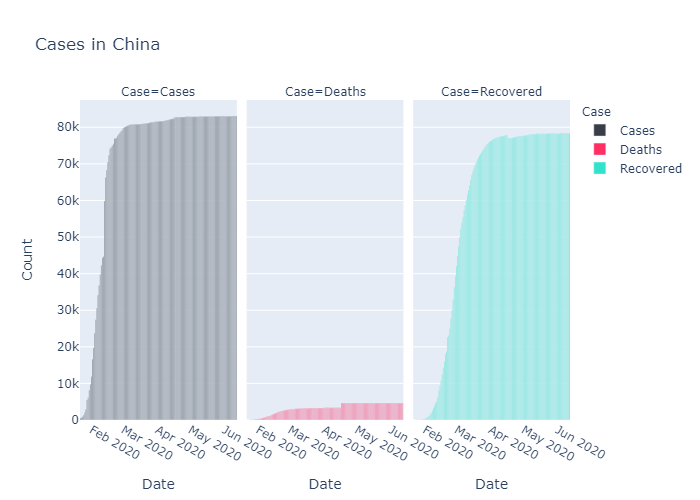 Cases in China
Case=Cases
Case=Deaths
Case=Recovered
Case
Cases
Deaths
Recovered
80k
70k
60k
50k
40k
30k
20k
10k
0
Count
Feb 2020
Mar 2020
Apr 2020
May 2020
Jun 2020
Feb 2020
Mar 2020
Apr 2020
May 2020
Jun 2020
Feb 2020
Mar 2020
Apr 2020
May 2020
Jun 2020
Date
Date
Date